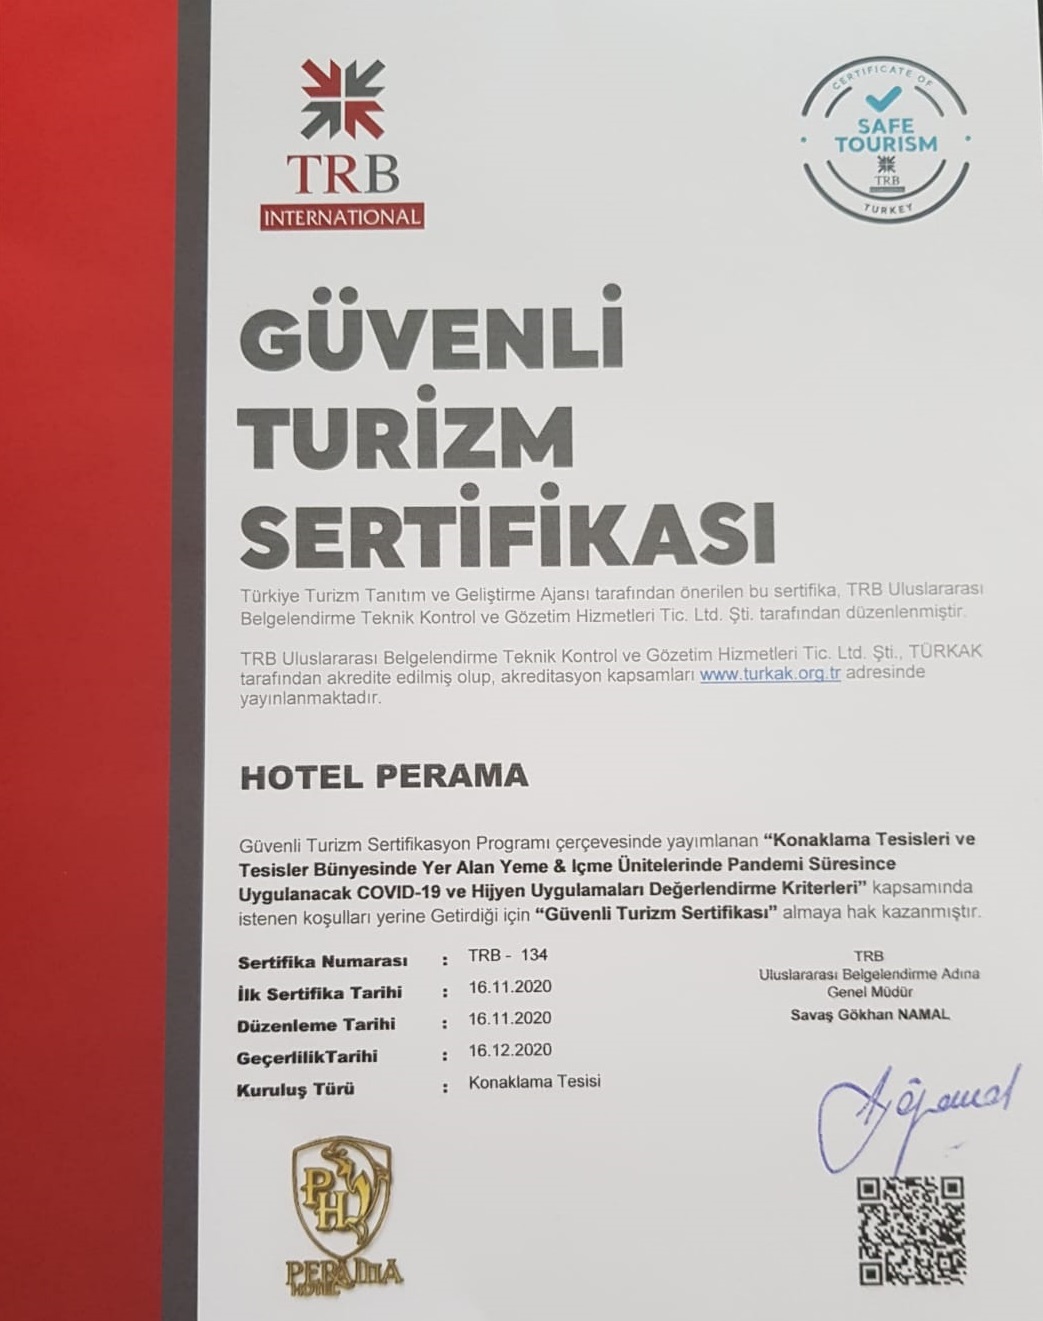 TRB
INTERNATIONAL
CERTIFICATE OF
SAFE
TOURISM
TRB
TURKEY
GÜVENLİ
TURİZM
SERTİFİKASI
Türkiye Turizm Tanıtım ve Geliştirme Ajansı tarafından önerilen bu sertifika, TRB Uluslararası
Belgelendirme Teknik Kontrol ve Gözetim Hizmetleri Tic. Ltd. Şti. tarafından düzenlenmiştir.
TRB Uluslararası Belgelendirme Teknik Kontrol ve Gözetim Hizmetleri Tic. Ltd. Şti., TÜRKAK
tarafından akredite edilmiş olup, akreditasyon kapsamları www.turkak.org.tr adresinde
yayınlanmaktadır.
HOTEL PERAMA
Güvenli Turizm Sertifikasyon Programı çerçevesinde yayımlanan “Konaklama Tesisleri ve
Tesisler Bünyesinde Yer Alan Yeme & Içme Ünitelerinde Pandemi Süresince
Uygulanacak COVID-19 ve Hijyen Uygulamaları Değerlendirme Kriterleri” kapsamında
istenen koşulları yerine Getirdiği için “Güvenli Turizm Sertifikası” almaya hak kazanmıştır.
Sertifika Numarası : TRB - 134
İlk Sertifika Tarihi : 16.11.2020
Düzenleme Tarihi : 16.11.2020
GeçerlilikTarihi : 16.12.2020
Kuruluş Türü : Konaklama Tesisi
TRB
Uluslararası Belgelendirme Adına
Genel Müdür
Savaş Gökhan NAMAL
PH
PERAMA
HOTEL